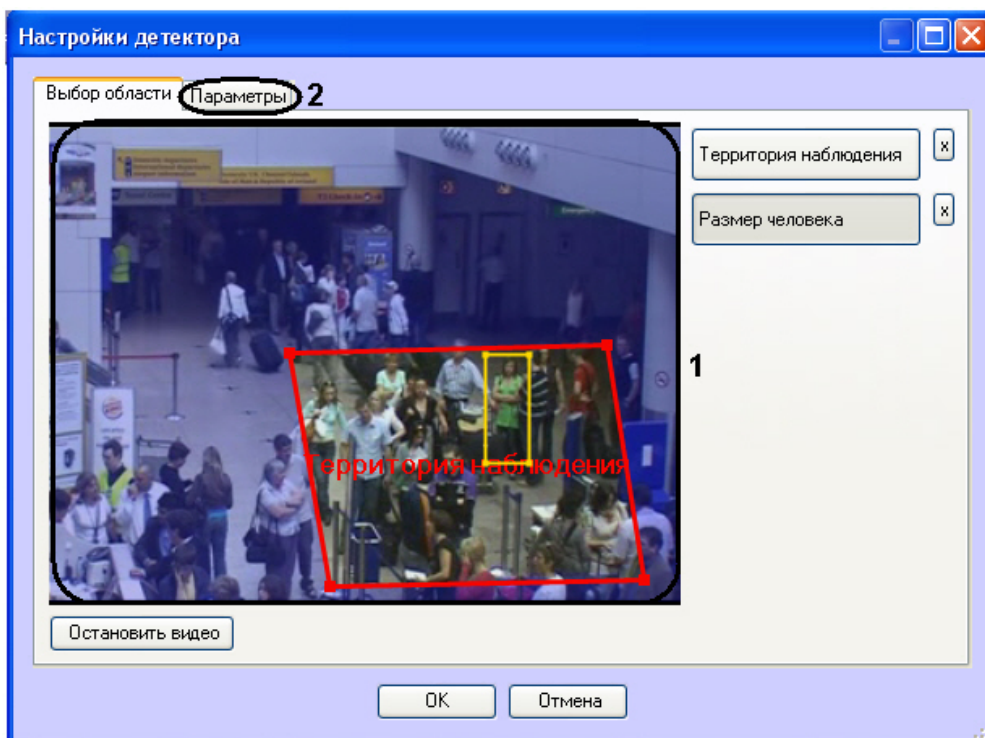 Настройки детектора
Выбор области
Параметры
2
Территория наблюдения
x
Размер человека
x
1
Территория наблюдения
Остановить видео
OK
Отмена